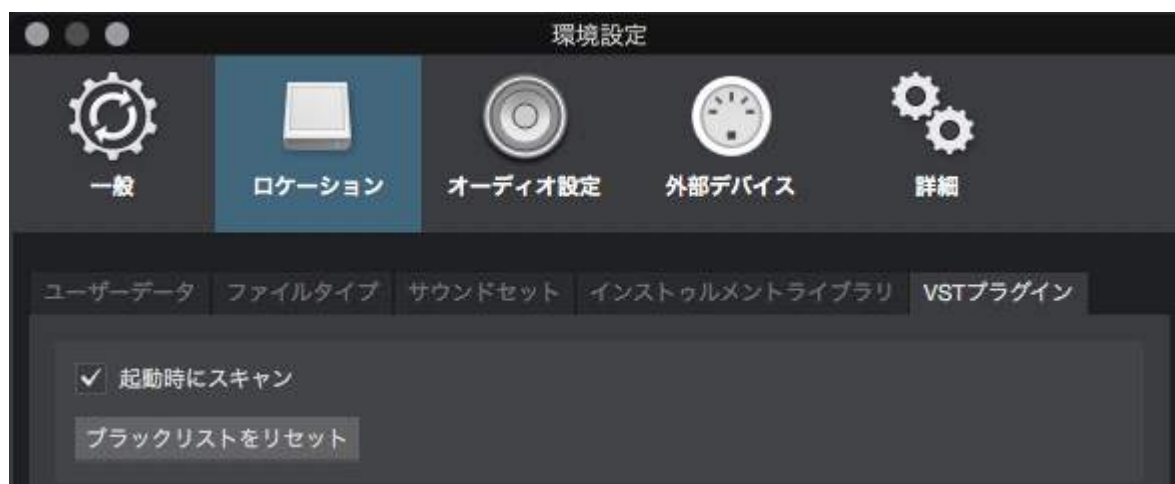 環境設定
一般 ロケーション オーディオ設定 外部デバイス 詳細
ユーザーデータ ファイルタイプ サウンドセット インストゥルメントライブラリ VSTプラグイン
起動時にスキャン
ブラックリストをリセット